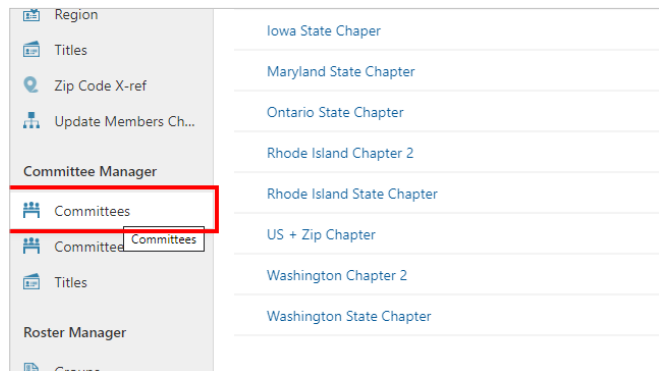 Region
Titles
Zip Code X-ref
Update Members Ch...
Committee Manager
Committees
Committee
Committees
Titles
Roster Manager
Iowa State Chaper
Maryland State Chapter
Ontario State Chapter
Rhode Island Chapter 2
Rhode Island State Chapter
US + Zip Chapter
Washington Chapter 2
Washington State Chapter